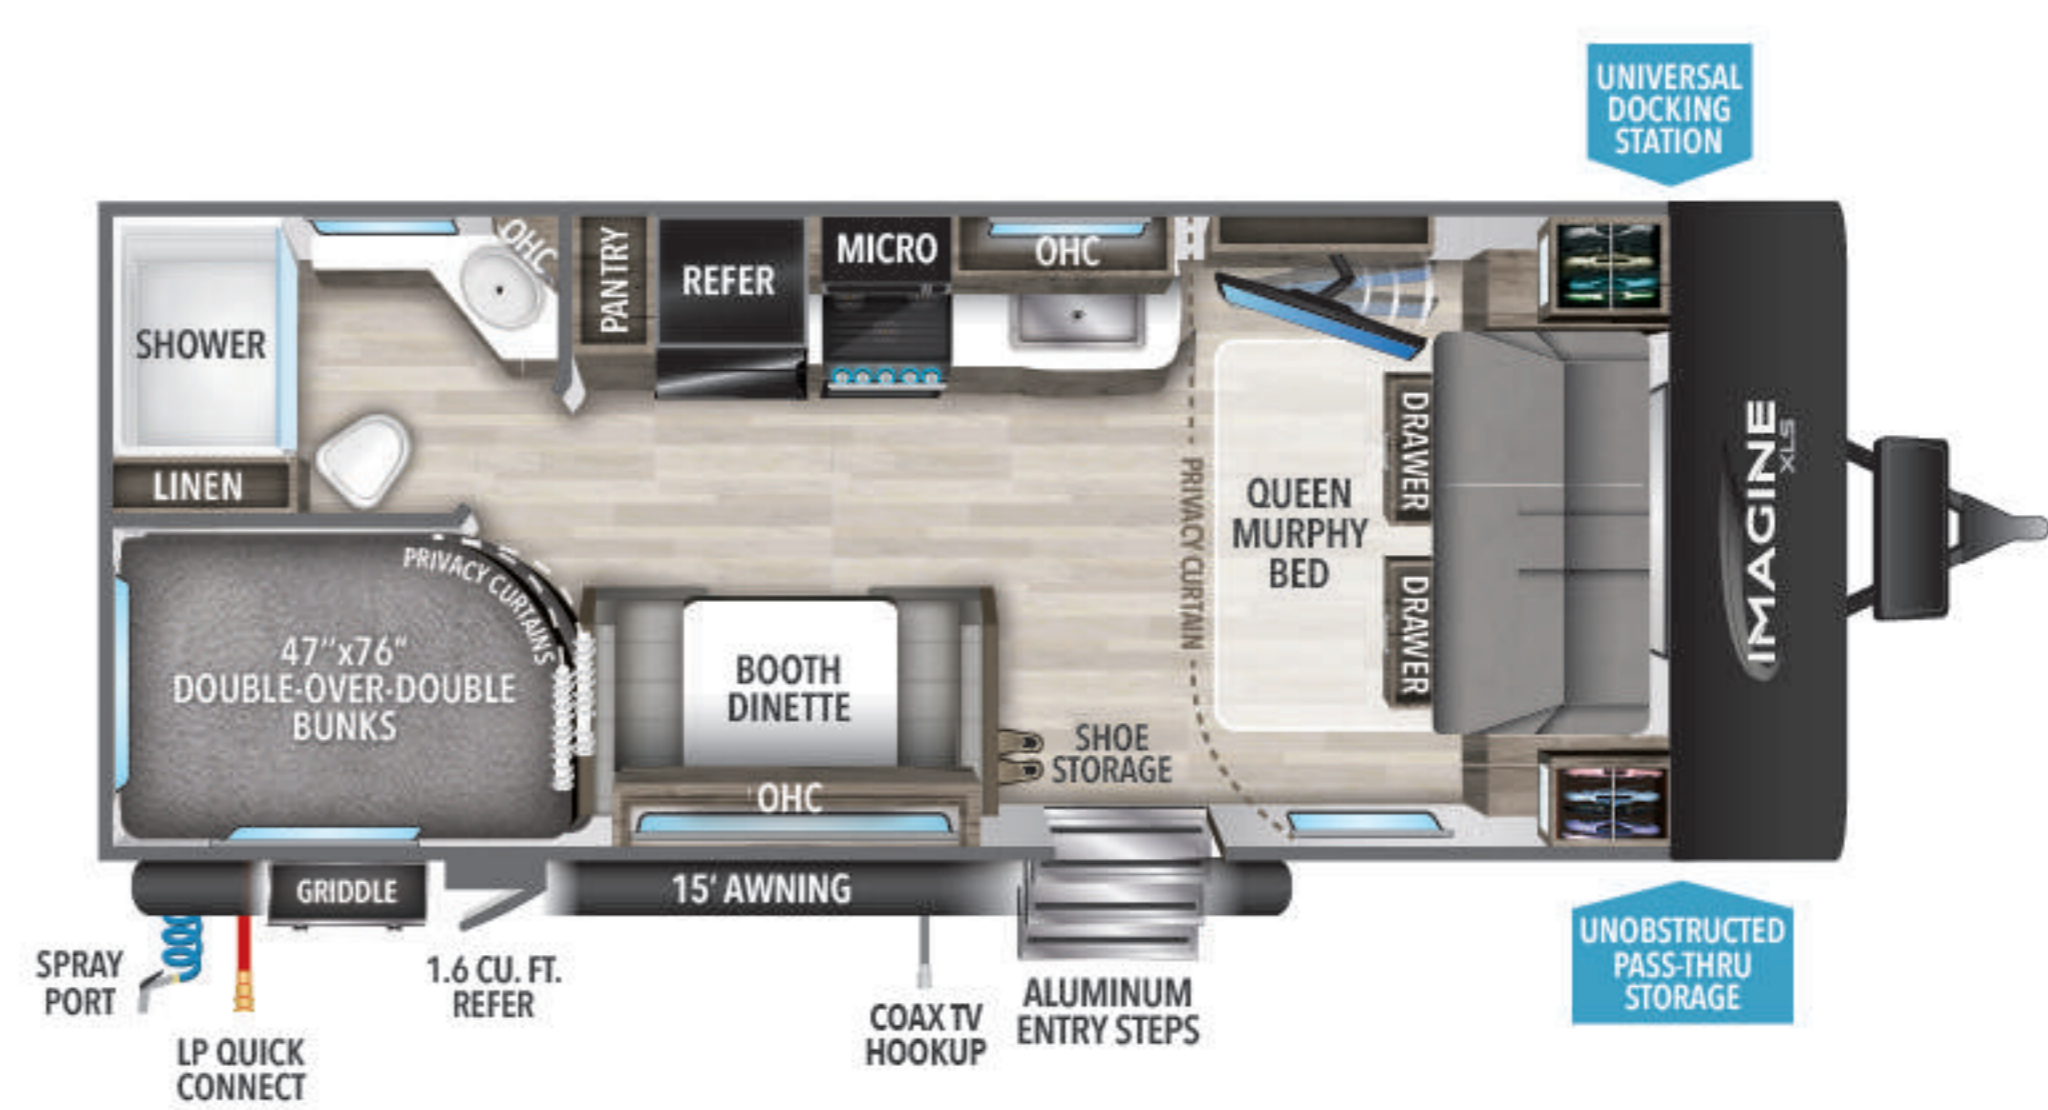 UNIVERSAL
DOCKING
STATION
OHC
PANTRY
REFER
MICRO
OHC
SHOWER
LINEN
DRAWER
DRAWER
QUEEN
MURPHY
BED
PRIVACY CURTAIN
IMAGINE
XLS
PRIVACY CURTAINS
47"x76"
DOUBLE-OVER-DOUBLE
BUNKS
BOOTH
DINETTE
OHC
SHOE
STORAGE
GRIDDLE
15' AWNING
SPRAY
PORT
LP QUICK
CONNECT
1.6 CU. FT.
REFER
COAX TV
HOOKUP
ALUMINUM
ENTRY STEPS
UNOBSTRUCTED
PASS-THRU
STORAGE